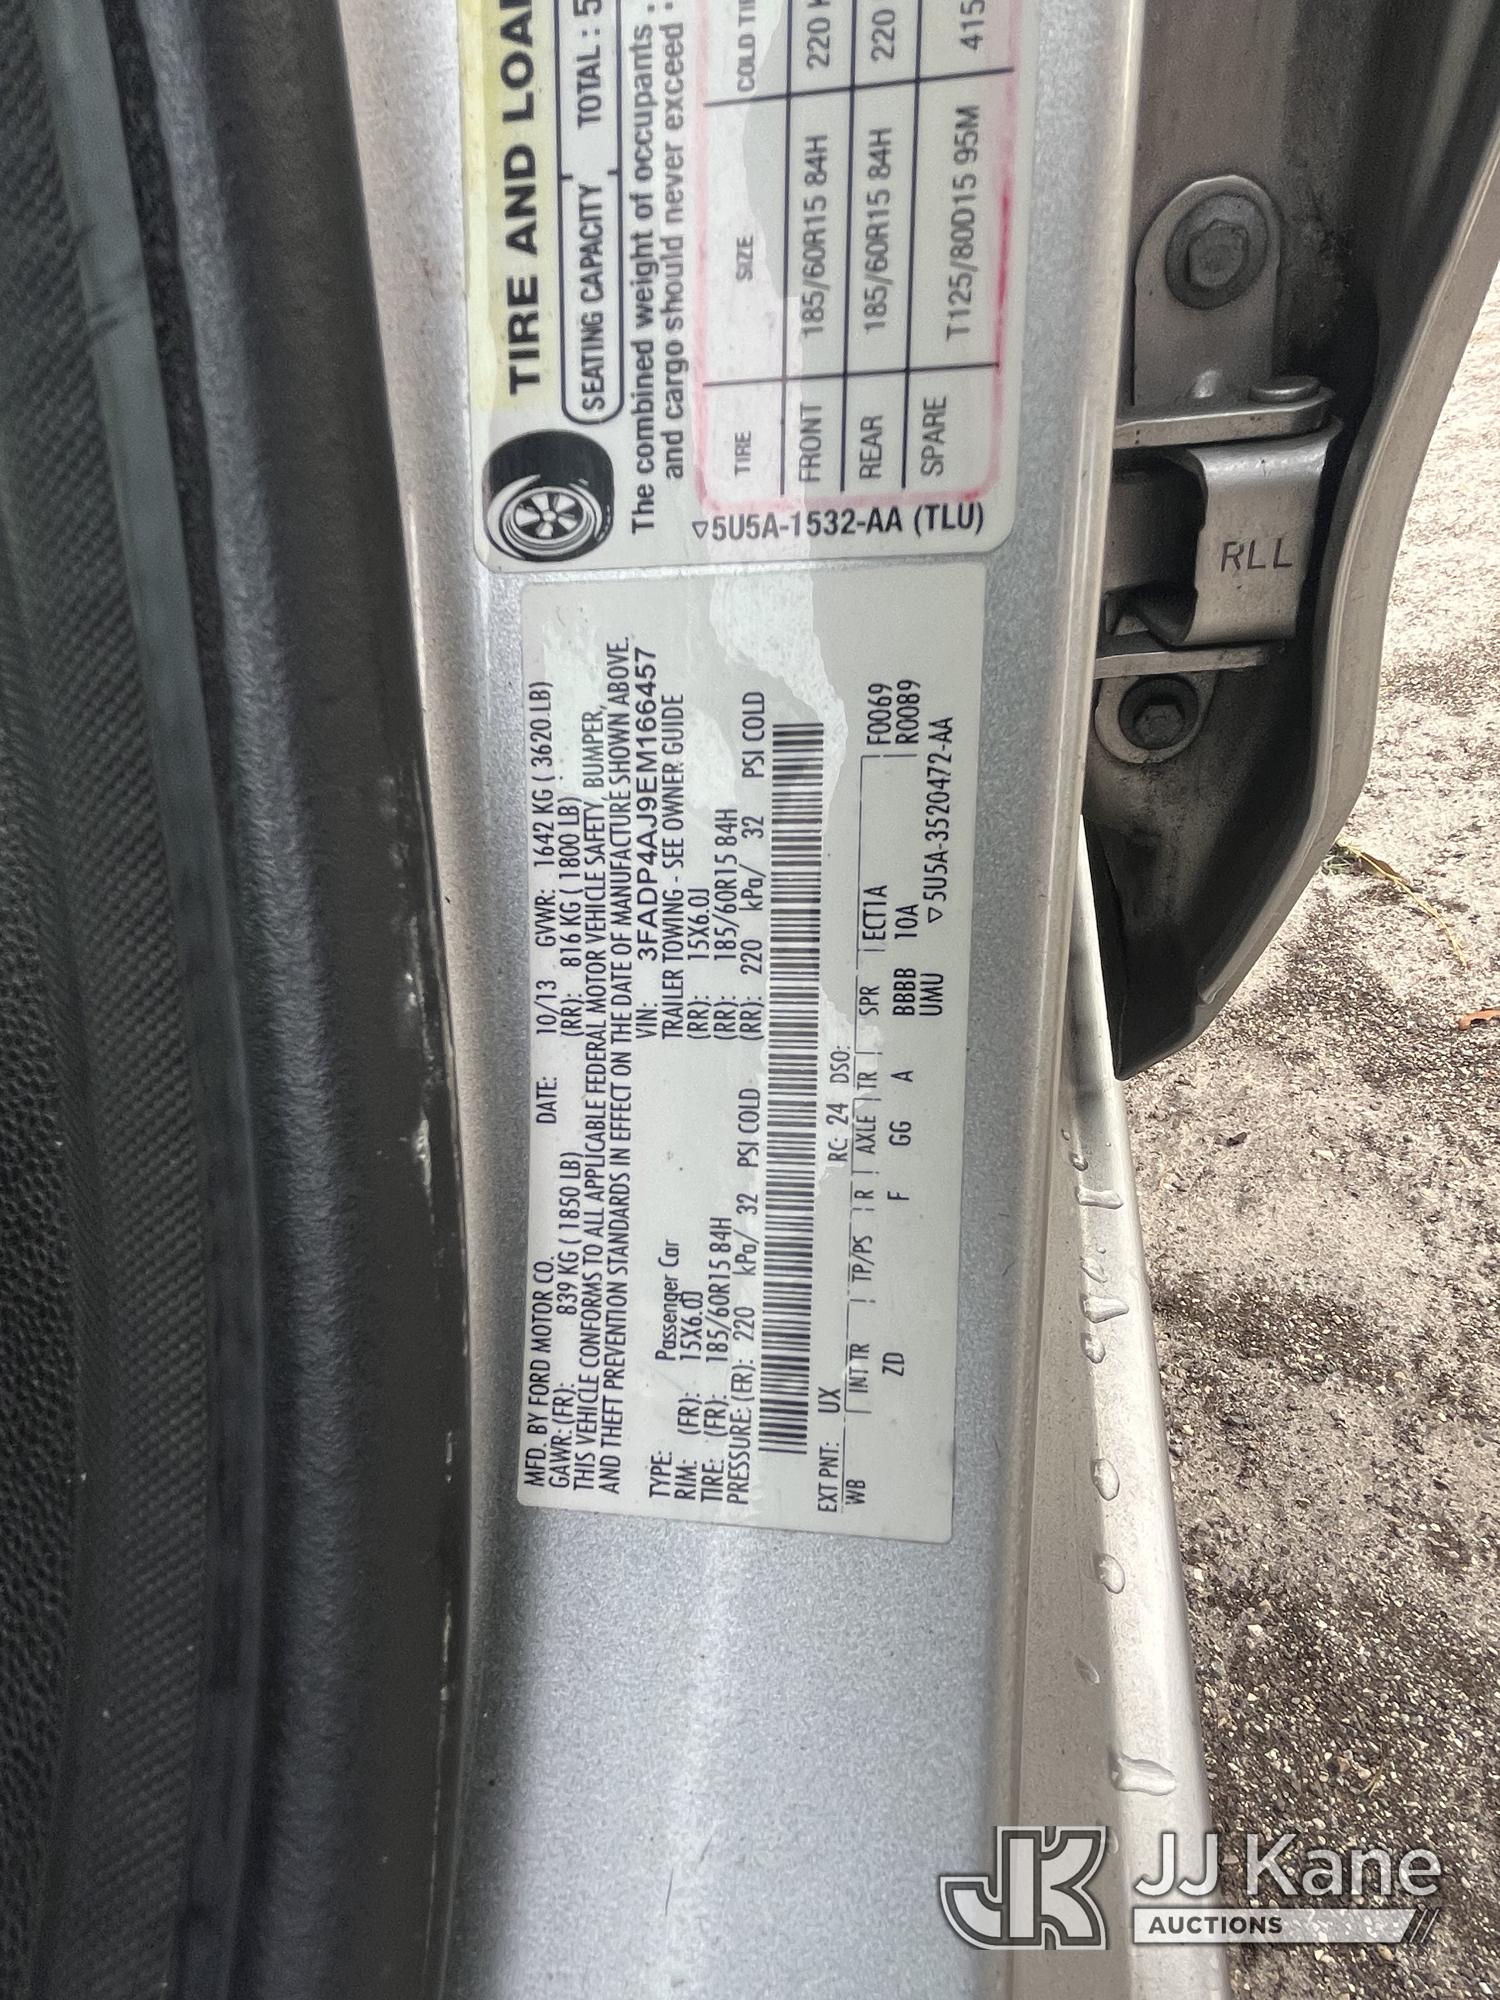 MFD. BY FORD MOTOR CO. DATE: 10/13 GVWR: 1642 KG ( 3620 LB)
GAWR: (FR): 839 KG ( 1850 LB) (RR): 816 KG ( 1800 LB)
THIS VEHICLE CONFORMS TO ALL APPLICABLE FEDERAL MOTOR VEHICLE SAFETY, BUMPER,
AND THEFT PREVENTION STANDARDS IN EFFECT ON THE DATE OF MANUFACTURE SHOWN ABOVE.
VIN: 3FADP4AJ9EM166457
TYPE: Passenger Car TRAILER TOWING - SEE OWNER GUIDE
RIM: (FR): 15X6.0J (RR): 15X6.0J
TIRE: (FR): 185/60R15 84H (RR): 185/60R15 84H
PRESSURE: (FR): 220 kPa/ 32 PSI COLD (RR): 220 kPa/ 32 PSI COLD
EXT PNT: UX RC: 24 DSO:
WB INT TR TP/PS R AXLE TR SPR ECT1A F0069
ZD F GG A BBBB 10A R0089
UMU
▽5U5A-3520472-AA
TIRE AND LOA
SEATING CAPACITY TOTAL : 5
The combined weight of occupants
and cargo should never exceed
TIRE SIZE COLD TI
FRONT 185/60R15 84H 220
REAR 185/60R15 84H 220
SPARE T125/80D15 95M 415
▽5U5A-1532-AA (TLU)
RLL
JK JJ Kane
AUCTIONS